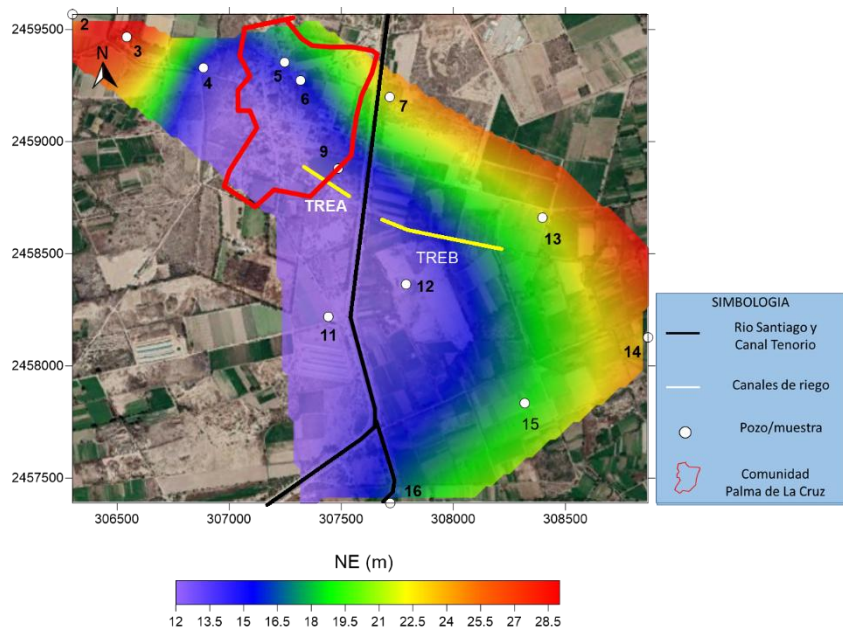 2459500
2459000
2458500
2458000
2457500
306500 307000 307500 308000 308500
N
2
3
4
5
6
7
9
TREA
TREB
13
12
11
14
15
16
SIMBOLOGIA
Rio Santiago y
Canal Tenorio
Canales de riego
Pozo/muestra
Comunidad
Palma de La Cruz
NE (m)
12 13.5 15 16.5 18 19.5 21 22.5 24 25.5 27 28.5